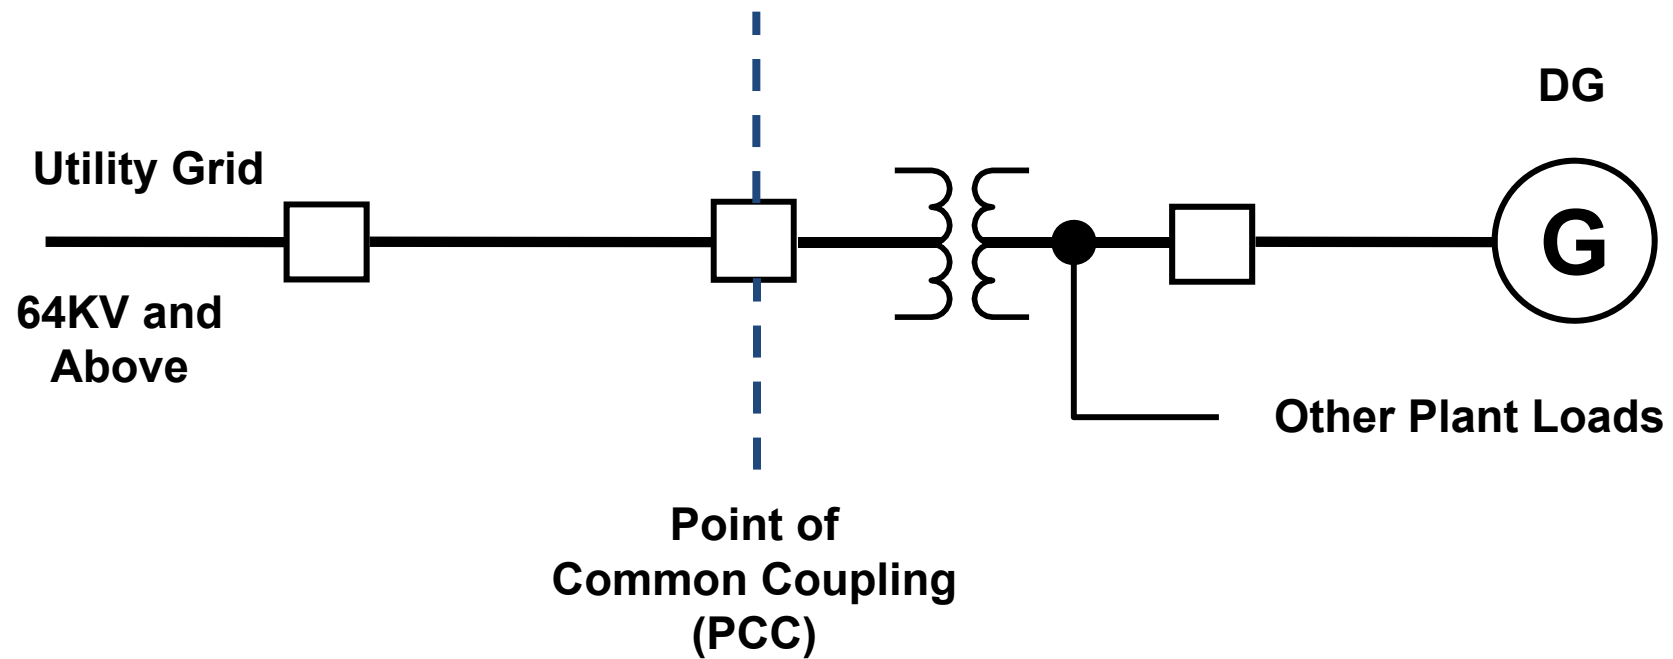 DG
Utility Grid
G
64KV and
Above
Other Plant Loads
Point of
Common Coupling
(PCC)